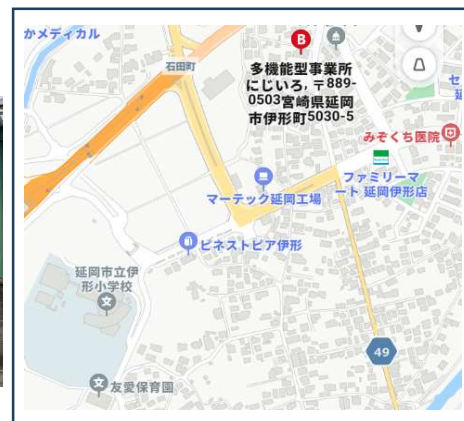 かメディカル
石田町
B
多機能型事業所
にじいろ, 〒889-
0503宮崎県延岡
市伊形町5030-5
セ
みぞくち医院
ファミリーマ
ート 延岡伊形店
マーテック延岡工場
ピネストピア伊形
延岡市立伊
形小学校
文
49
文
友愛保育園